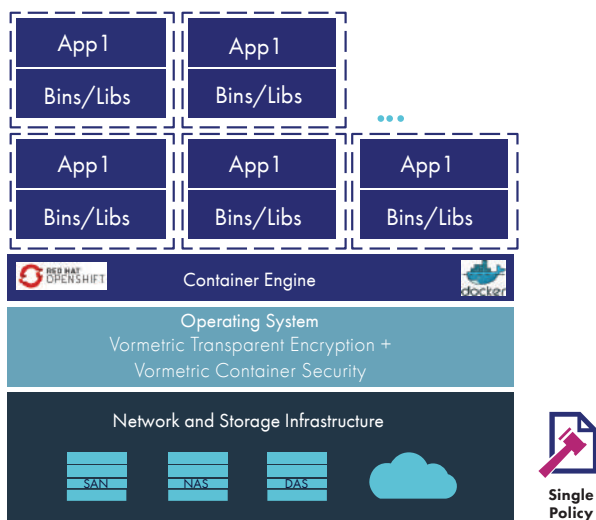 App1
App1
Bins/Libs
Bins/Libs
App1
App1
App1
Bins/Libs
Bins/Libs
Bins/Libs
RED HAT
OPENSHIFT
Container Engine
docker
Operating System
Vormetric Transparent Encryption +
Vormetric Container Security
Network and Storage Infrastructure
SAN
NAS
DAS
Single
Policy